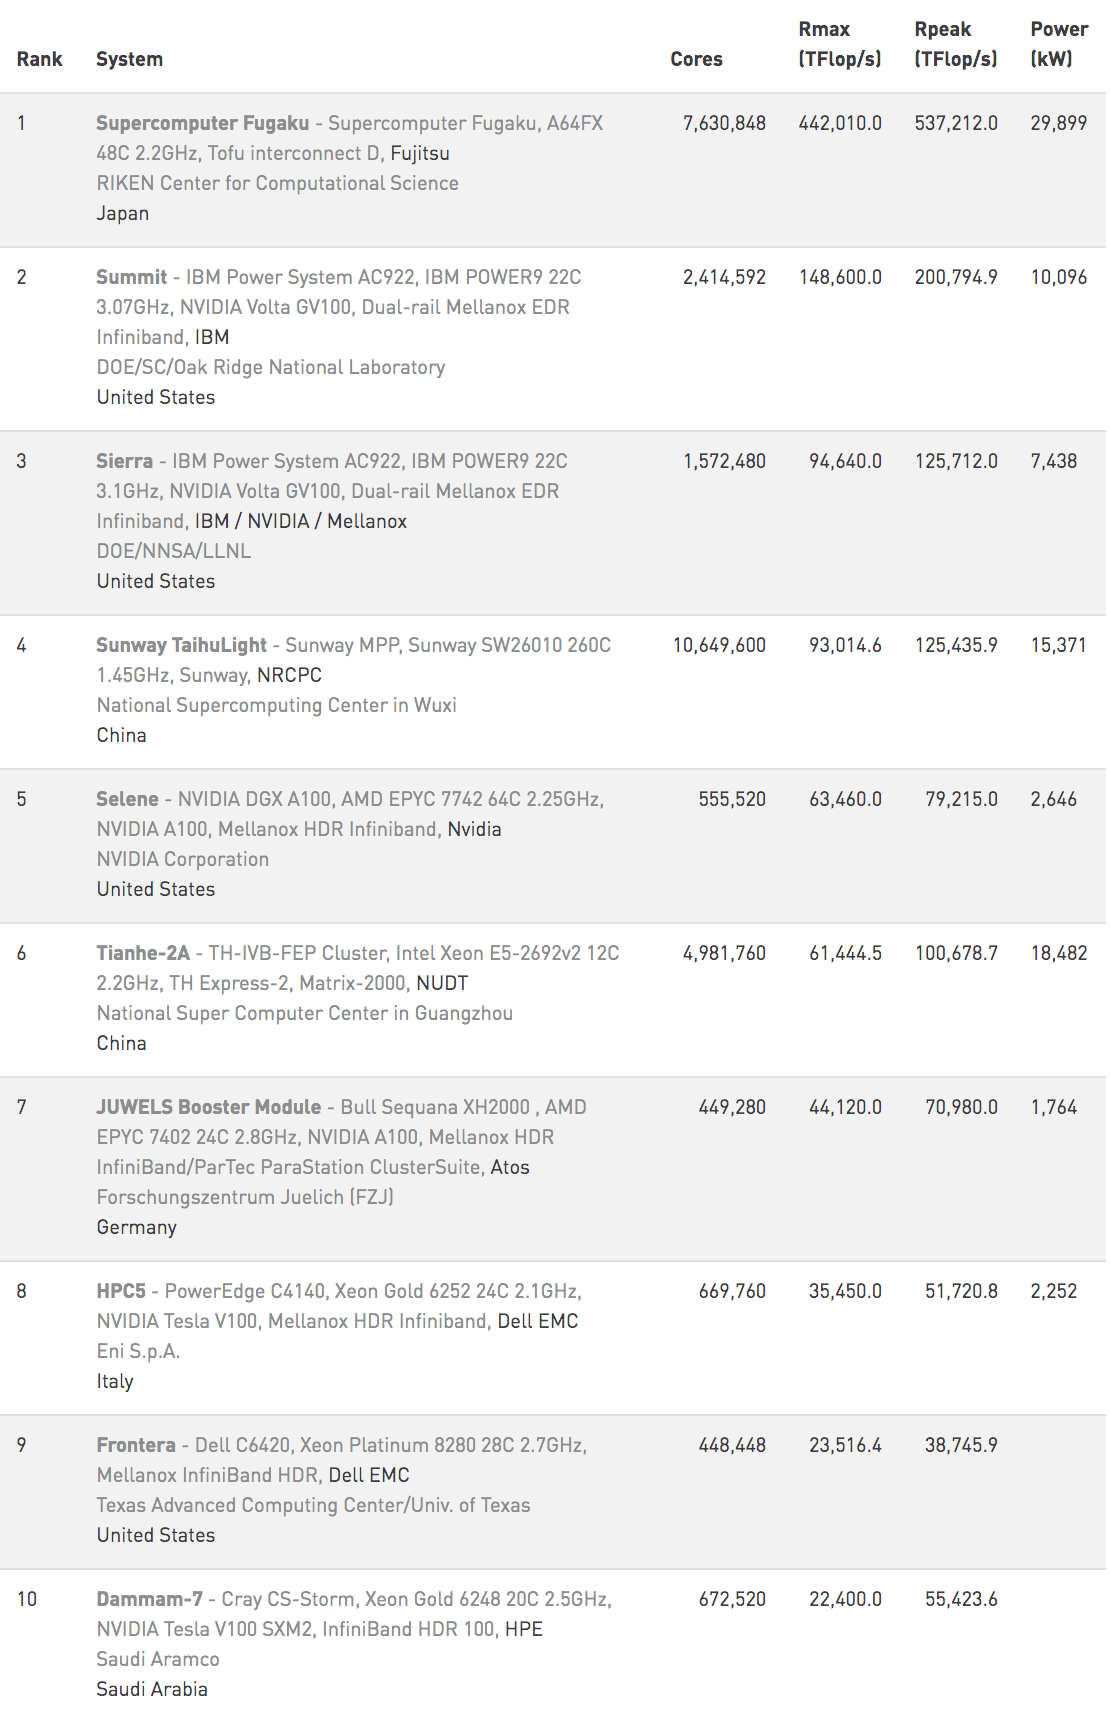 Rank System Cores Rmax (TFlop/s) Rpeak (TFlop/s) Power (kW)
1 Supercomputer Fugaku - Supercomputer Fugaku, A64FX 7,630,848 442,010.0 537,212.0 29,899
48C 2.2GHz, Tofu interconnect D, Fujitsu
RIKEN Center for Computational Science
Japan
2 Summit - IBM Power System AC922, IBM POWER9 22C 2,414,592 148,600.0 200,794.9 10,096
3.07GHz, NVIDIA Volta GV100, Dual-rail Mellanox EDR
Infiniband, IBM
DOE/SC/Oak Ridge National Laboratory
United States
3 Sierra - IBM Power System AC922, IBM POWER9 22C 1,572,480 94,640.0 125,712.0 7,438
3.1GHz, NVIDIA Volta GV100, Dual-rail Mellanox EDR
Infiniband, IBM / NVIDIA / Mellanox
DOE/NNSA/LLNL
United States
4 Sunway TaihuLight - Sunway MPP, Sunway SW26010 260C 10,649,600 93,014.6 125,435.9 15,371
1.45GHz, Sunway, NRCPC
National Supercomputing Center in Wuxi
China
5 Selene - NVIDIA DGX A100, AMD EPYC 7742 64C 2.25GHz, 555,520 63,460.0 79,215.0 2,646
NVIDIA A100, Mellanox HDR Infiniband, Nvidia
NVIDIA Corporation
United States
6 Tianhe-2A - TH-IVB-FEP Cluster, Intel Xeon E5-2692v2 12C 4,981,760 61,444.5 100,678.7 18,482
2.2GHz, TH Express-2, Matrix-2000, NUDT
National Super Computer Center in Guangzhou
China
7 JUWELS Booster Module - Bull Sequana XH2000 , AMD 449,280 44,120.0 70,980.0 1,764
EPYC 7402 24C 2.8GHz, NVIDIA A100, Mellanox HDR
InfiniBand/ParTec ParaStation ClusterSuite, Atos
Forschungszentrum Juelich (FZJ)
Germany
8 HPC5 - PowerEdge C4140, Xeon Gold 6252 24C 2.1GHz, 669,760 35,450.0 51,720.8 2,252
NVIDIA Tesla V100, Mellanox HDR Infiniband, Dell EMC
Eni S.p.A.
Italy
9 Frontera - Dell C6420, Xeon Platinum 8280 28C 2.7GHz, 448,448 23,516.4 38,745.9
Mellanox InfiniBand HDR, Dell EMC
Texas Advanced Computing Center/Univ. of Texas
United States
10 Dammam-7 - Cray CS-Storm, Xeon Gold 6248 20C 2.5GHz, 672,520 22,400.0 55,423.6
NVIDIA Tesla V100 SXM2, InfiniBand HDR 100, HPE
Saudi Aramco
Saudi Arabia